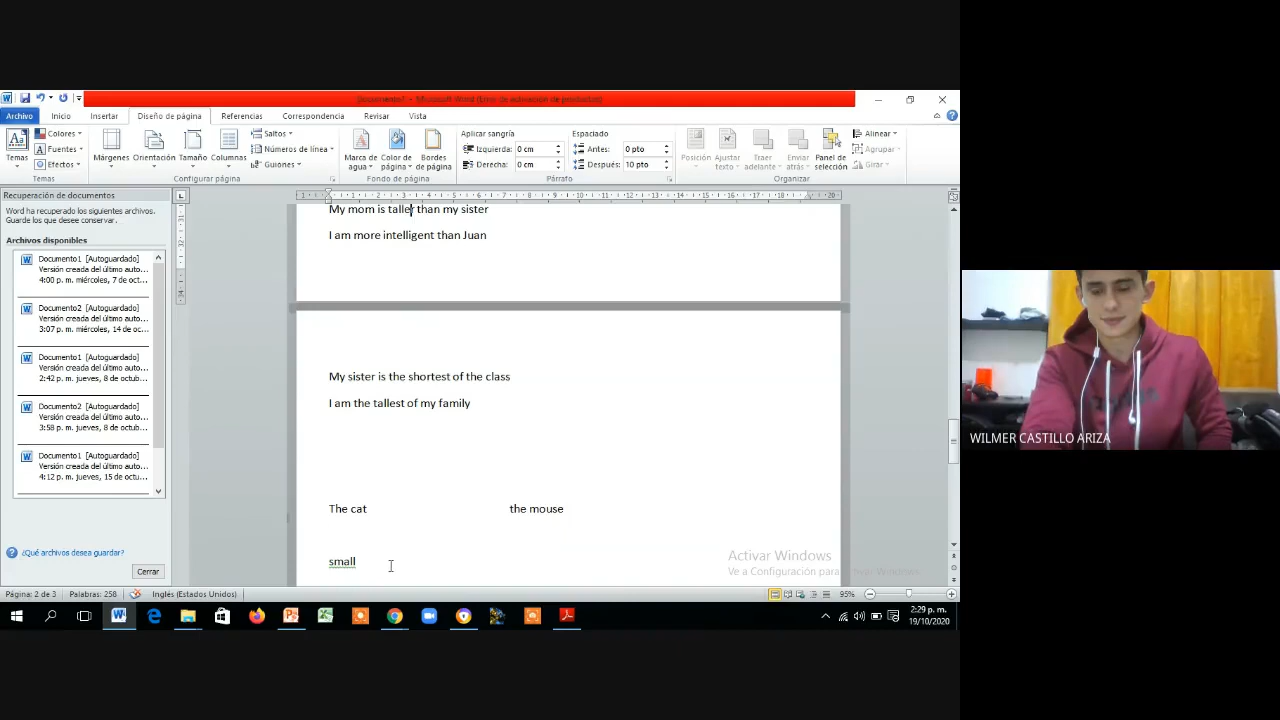 Documento7 - Microsoft Word (Error de activación de productos)
Archivo Inicio Insertar Diseño de página Referencias Correspondencia Revisar Vista
Temas Colores Fuentes Efectos Márgenes Orientación Tamaño Columnas Saltos Números de línea Guiones Marca de agua Color de página Bordes de página Aplicar sangría Izquierda: 0 cm Derecha: 0 cm Espaciado Antes: 0 pto Después: 10 pto Posición Ajustar texto Traer adelante Enviar atrás Panel de selección Alinear Agrupar Girar
Temas Configurar página Fondo de página Párrafo Organizar
Recuperación de documentos
Word ha recuperado los siguientes archivos.
Guarde los que desee conservar.
Archivos disponibles
Documento1 [Autoguardado]
Versión creada del último auto...
4:00 p. m. miércoles, 7 de oct...
Documento2 [Autoguardado]
Versión creada del último auto...
3:07 p. m. miércoles, 14 de oc...
Documento1 [Autoguardado]
Versión creada del último auto...
2:42 p. m. jueves, 8 de octub...
Documento2 [Autoguardado]
Versión creada del último auto...
3:58 p. m. jueves, 8 de octub...
Documento1 [Autoguardado]
Versión creada del último auto...
4:12 p. m. jueves, 15 de octu...
¿Qué archivos desea guardar?
Cerrar
My mom is taller than my sister
I am more intelligent than Juan
My sister is the shortest of the class
I am the tallest of my family
The cat the mouse
small
Activar Windows
Ve a Configuración para activar Windows.
Página: 2 de 3 Palabras: 258 Inglés (Estados Unidos) 95%
2:29 p. m.
19/10/2020
WILMER CASTILLO ARIZA